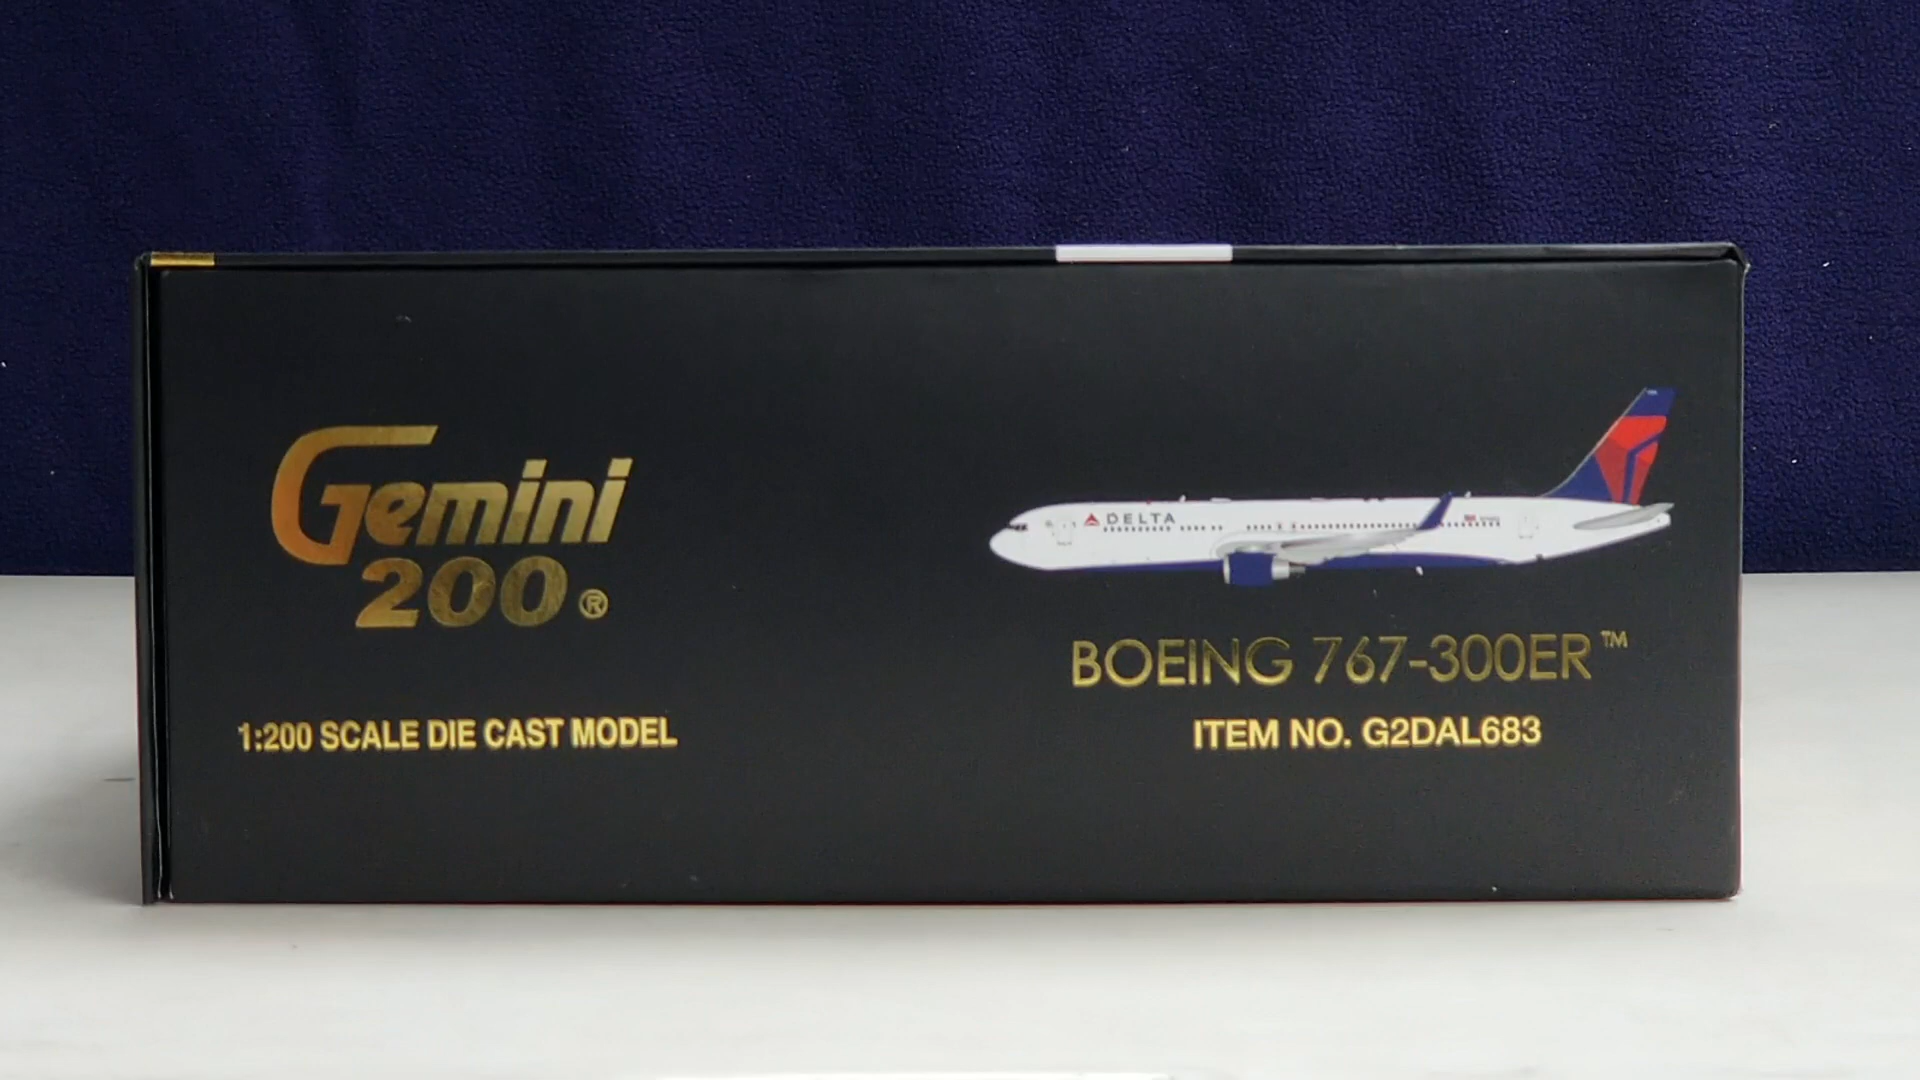 Gemini
200®
1:200 SCALE DIE CAST MODEL
DELTA
BOEING 767-300ER™
ITEM NO. G2DAL683